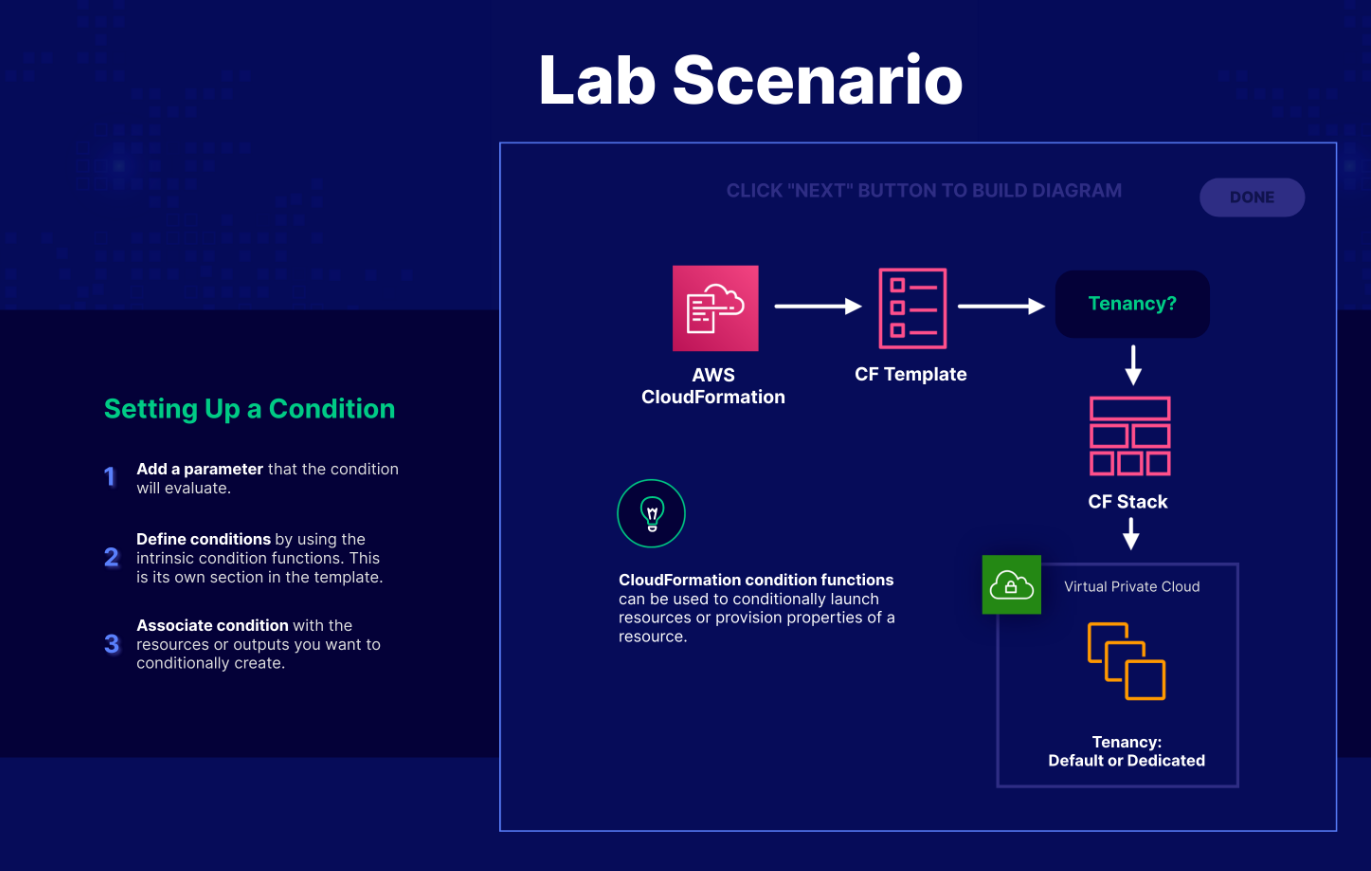 Lab Scenario
CLICK "NEXT" BUTTON TO BUILD DIAGRAM
DONE
Tenancy?
AWS
CloudFormation
CF Template
Setting Up a Condition
1
Add a parameter that the condition
will evaluate.
2
Define conditions by using the
intrinsic condition functions. This
is its own section in the template.
3
Associate condition with the
resources or outputs you want to
conditionally create.
CF Stack
CloudFormation condition functions
can be used to conditionally launch
resources or provision properties of a
resource.
Virtual Private Cloud
Tenancy:
Default or Dedicated